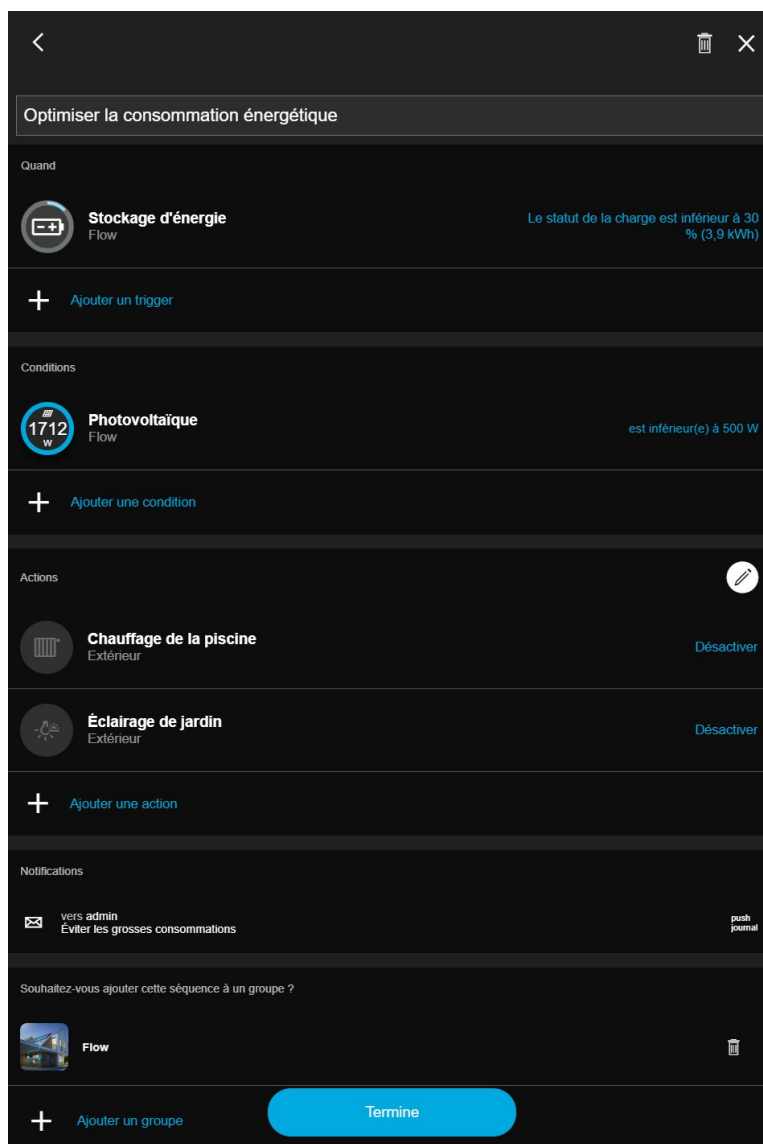 Optimiser la consommation énergétique
Quand
Stockage d'énergie
Flow
Le statut de la charge est inférieur à 30
% (3,9 kWh)
Ajouter un trigger
Conditions
1712
W
Photovoltaïque
Flow
est inférieur(e) à 500 W
Ajouter une condition
Actions
Chauffage de la piscine
Extérieur
Désactiver
Éclairage de jardin
Extérieur
Désactiver
Ajouter une action
Notifications
vers admin
Éviter les grosses consommations
push
journal
Souhaitez-vous ajouter cette séquence à un groupe ?
Flow
Ajouter un groupe
Termine